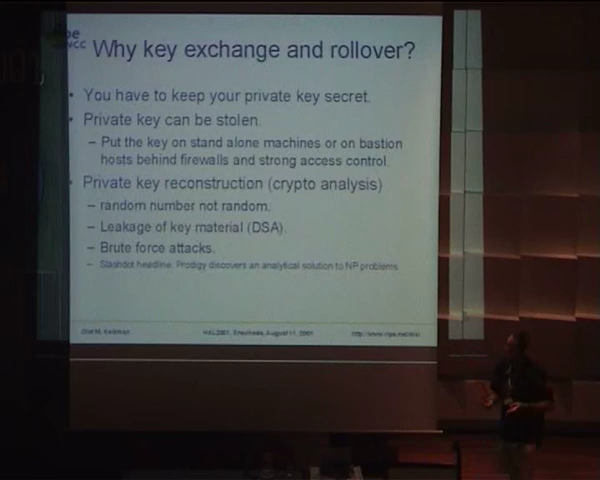 NCC
Why key exchange and rollover?
• You have to keep your private key secret.
• Private key can be stolen.
– Put the key on stand alone machines or on bastion
hosts behind firewalls and strong access control.
• Private key reconstruction (crypto analysis)
– random number not random.
– Leakage of key material (DSA).
– Brute force attacks.
– Slashdot headline: Prodigy discovers an analytical solution to NP problems
Olaf M. Kolkman HAL2001, Enschede, August 11, 2001 http://www.ripe.net/